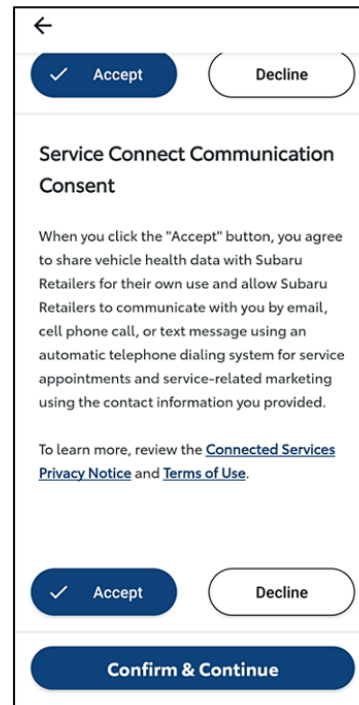 Accept Decline
Service Connect Communication
Consent
When you click the "Accept" button, you agree
to share vehicle health data with Subaru
Retailers for their own use and allow Subaru
Retailers to communicate with you by email,
cell phone call, or text message using an
automatic telephone dialing system for service
appointments and service-related marketing
using the contact information you provided.
To learn more, review the Connected Services
Privacy Notice and Terms of Use.
Accept Decline
Confirm & Continue